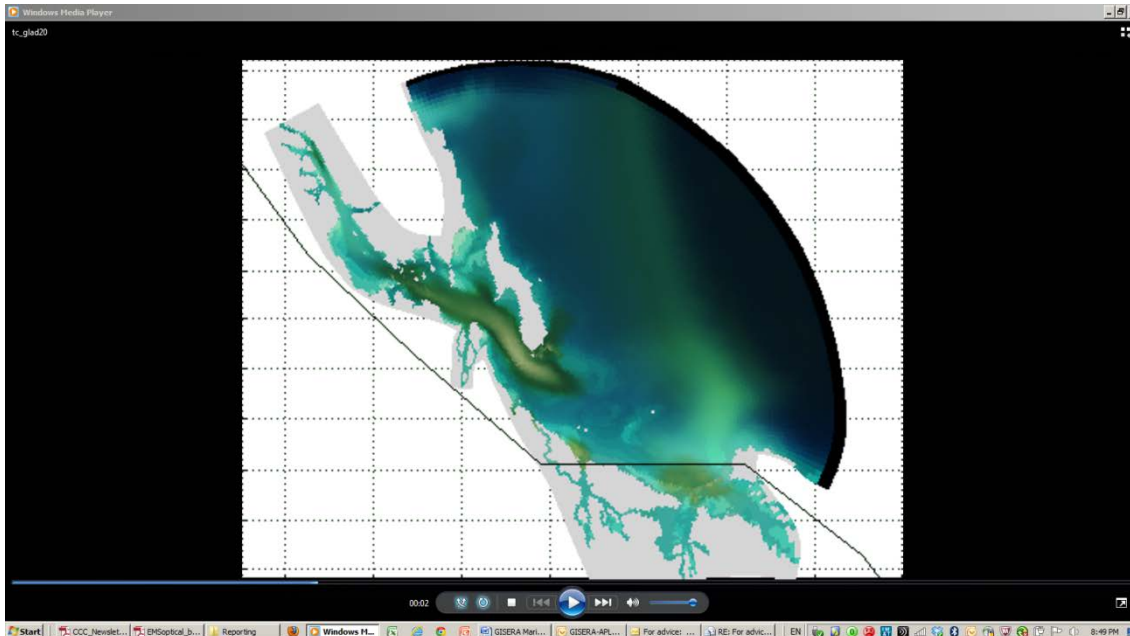 Windows Media Player
tc_glad20
00:02
Start
CCC_Newslet...
EMSoptical_b...
Reporting
Windows M...
GISERA Mari...
GISERA-APL...
For advice: ...
RE: For advic...
EN
8:49 PM